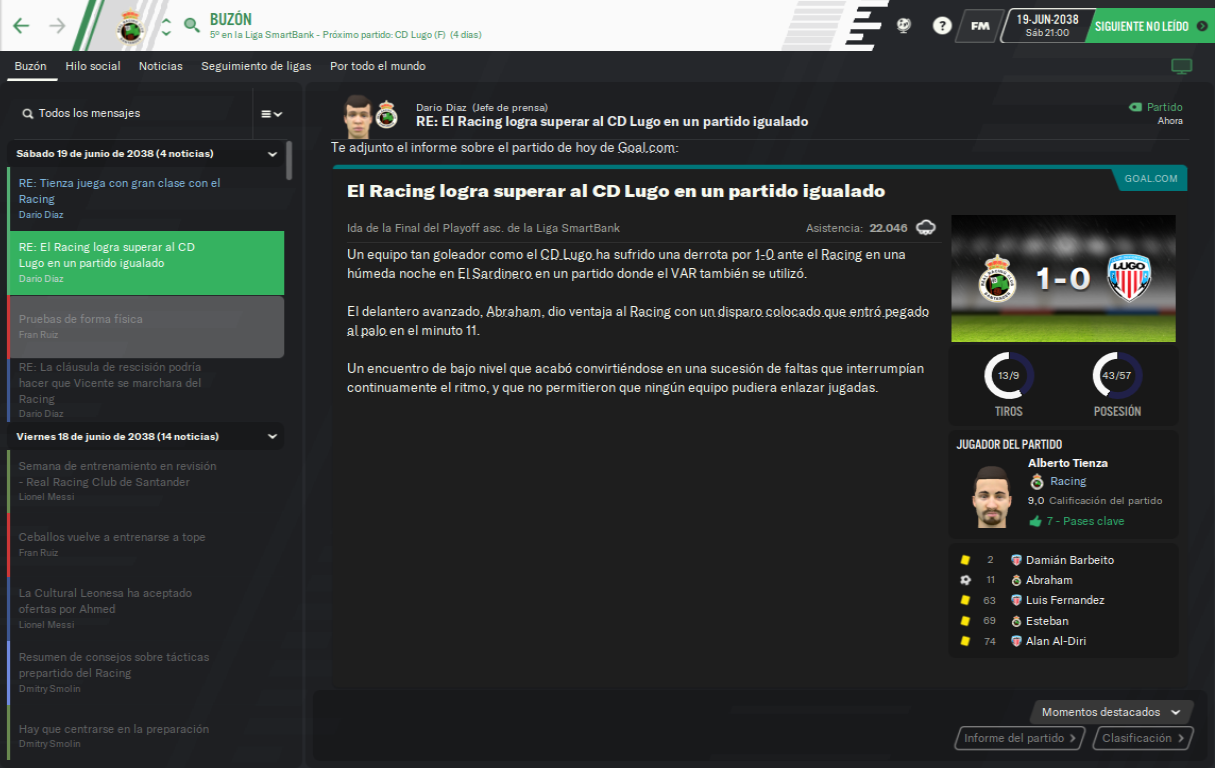 BUZÓN
5º en la Liga SmartBank - Próximo partido: CD Lugo (F) (4 días)
?
FM
19-JUN-2038
Sáb 21:00
SIGUIENTE NO LEÍDO
Buzón
Hilo social
Noticias
Seguimiento de ligas
Por todo el mundo
Todos los mensajes
Sábado 19 de junio de 2038 (4 noticias)
RE: Tienza juega con gran clase con el
Racing
Darío Díaz
RE: El Racing logra superar al CD
Lugo en un partido igualado
Darío Díaz
Pruebas de forma física
Fran Ruiz
RE: La cláusula de rescisión podría
hacer que Vicente se marchara del
Racing
Darío Díaz
Viernes 18 de junio de 2038 (14 noticias)
Semana de entrenamiento en revisión
- Real Racing Club de Santander
Lionel Messi
Ceballos vuelve a entrenarse a tope
Fran Ruiz
La Cultural Leonesa ha aceptado
ofertas por Ahmed
Lionel Messi
Resumen de consejos sobre tácticas
prepartido del Racing
Dmitry Smolin
Hay que centrarse en la preparación
Dmitry Smolin
Darío Díaz (Jefe de prensa)
RE: El Racing logra superar al CD Lugo en un partido igualado
Partido
Ahora
Te adjunto el informe sobre el partido de hoy de Goal.com:
GOAL.COM
El Racing logra superar al CD Lugo en un partido igualado
Ida de la Final del Playoff asc. de la Liga SmartBank
Asistencia: 22.046
Un equipo tan goleador como el CD Lugo ha sufrido una derrota por 1-0 ante el Racing en una
húmeda noche en El Sardinero en un partido donde el VAR también se utilizó.
El delantero avanzado, Abraham, dio ventaja al Racing con un disparo colocado que entró pegado
al palo en el minuto 11.
Un encuentro de bajo nivel que acabó convirtiéndose en una sucesión de faltas que interrumpían
continuamente el ritmo, y que no permitieron que ningún equipo pudiera enlazar jugadas.
1-0
LUGO
13/9
TIROS
43/57
POSESIÓN
JUGADOR DEL PARTIDO
Alberto Tienza
Racing
9,0 Calificación del partido
7 - Pases clave
2 Damián Barbeito
11 Abraham
63 Luis Fernandez
69 Esteban
74 Alan Al-Diri
Momentos destacados
Informe del partido
Clasificación